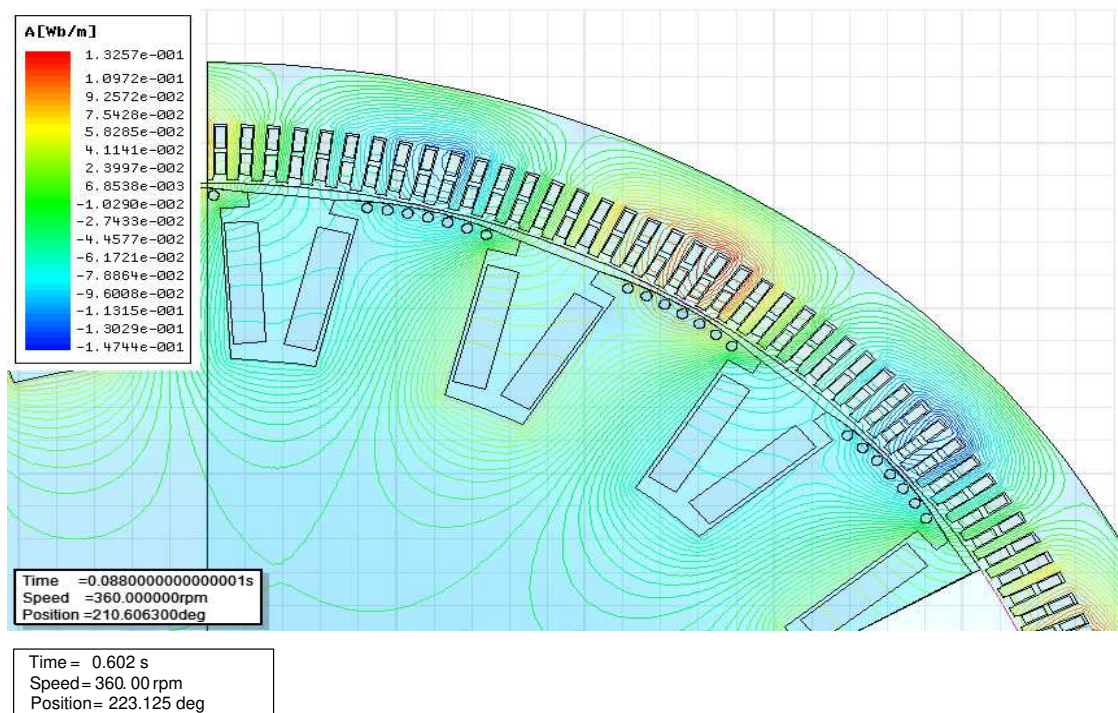 A[Wb/m]
1.3257e-001
1.0972e-001
9.2572e-002
7.5428e-002
5.8285e-002
4.1141e-002
2.3997e-002
6.8538e-003
-1.0290e-002
-2.7433e-002
-4.4577e-002
-6.1721e-002
-7.8864e-002
-9.6008e-002
-1.1315e-001
-1.3029e-001
-1.4744e-001
Time =0.0880000000000001s
Speed =360.000000rpm
Position =210.606300deg
Time = 0.602 s
Speed= 360. 00 rpm
Position= 223.125 deg